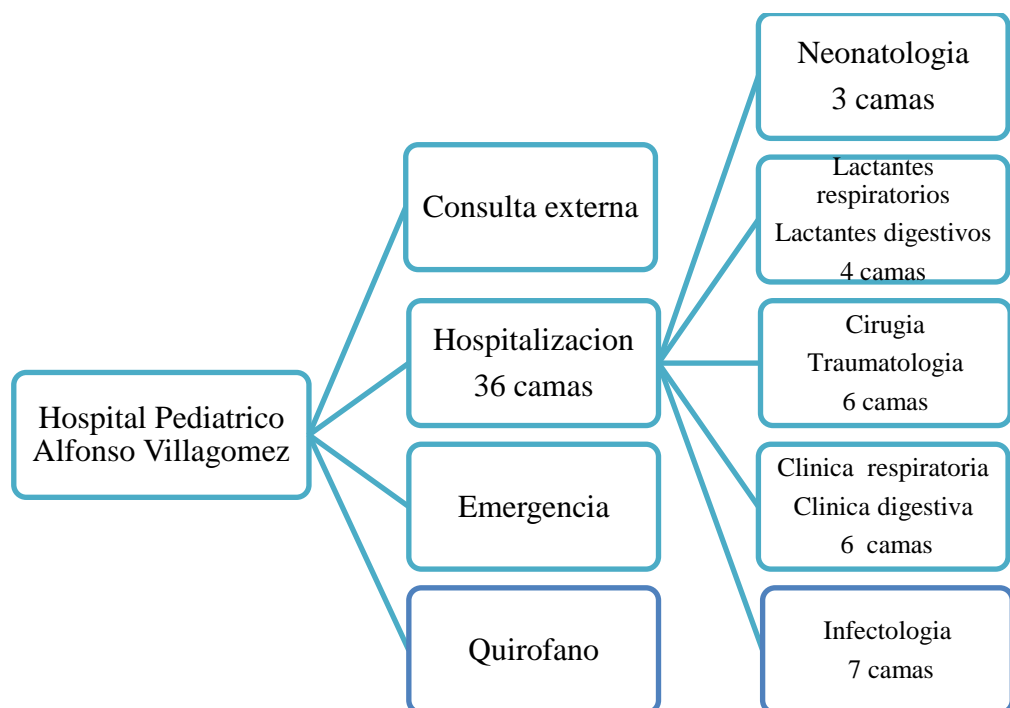 Hospital Pediatrico
Alfonso Villagomez
Consulta externa
Hospitalizacion
36 camas
Emergencia
Quirofano
Neonatologia
3 camas
Lactantes
respiratorios
Lactantes digestivos
4 camas
Cirugia
Traumatologia
6 camas
Clinica respiratoria
Clinica digestiva
6 camas
Infectologia
7 camas